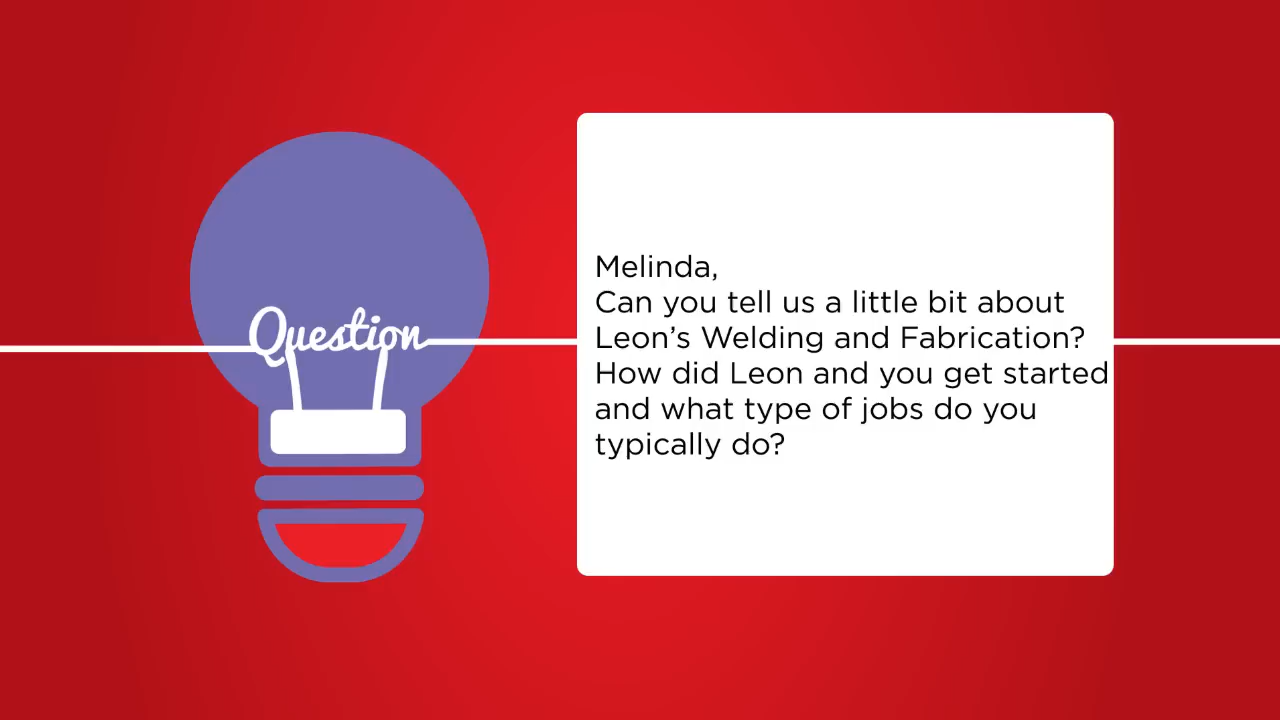 Question
Melinda,
Can you tell us a little bit about
Leon’s Welding and Fabrication?
How did Leon and you get started
and what type of jobs do you
typically do?